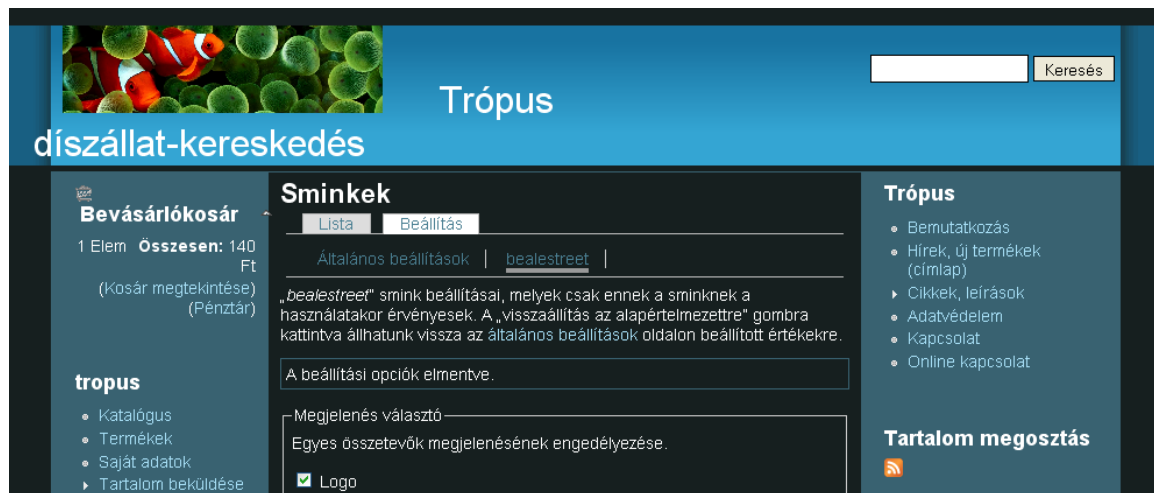 Trópus
díszállat-kereskedés
Keresés
Bevásárlókosár
1 Elem Összesen: 140
Ft
(Kosár megtekintése)
(Pénztár)
tropus
Katalógus
Termékek
Saját adatok
Tartalom beküldése
Sminkek
Lista Beállítás
Általános beállítások | bealestreet |
„bealestreet" smink beállításai, melyek csak ennek a sminknek a
használatakor érvényesek. A „visszaállítás az alapértelmezettre" gombra
kattintva állhatunk vissza az általános beállítások oldalon beállított értékekre.
A beállítási opciók elmentve.
Megjelenés választó
Egyes összetevők megjelenésének engedélyezése.
Logo
Trópus
Bemutatkozás
Hírek, új termékek
(címlap)
Cikkek, leírások
Adatvédelem
Kapcsolat
Online kapcsolat
Tartalom megosztás